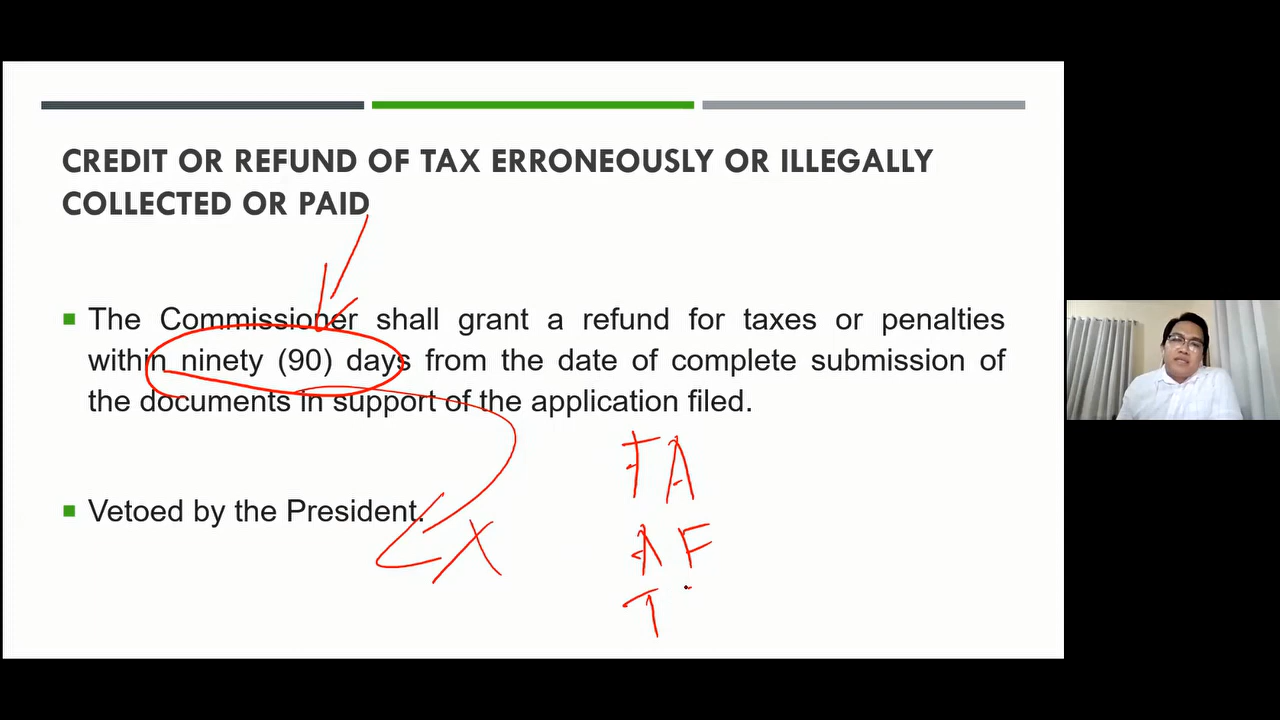 CREDIT OR REFUND OF TAX ERRONEOUSLY OR ILLEGALLY
COLLECTED OR PAID
The Commissioner shall grant a refund for taxes or penalties
within ninety (90) days from the date of complete submission of
the documents in support of the application filed.
Vetoed by the President.
X
FA
AF
T